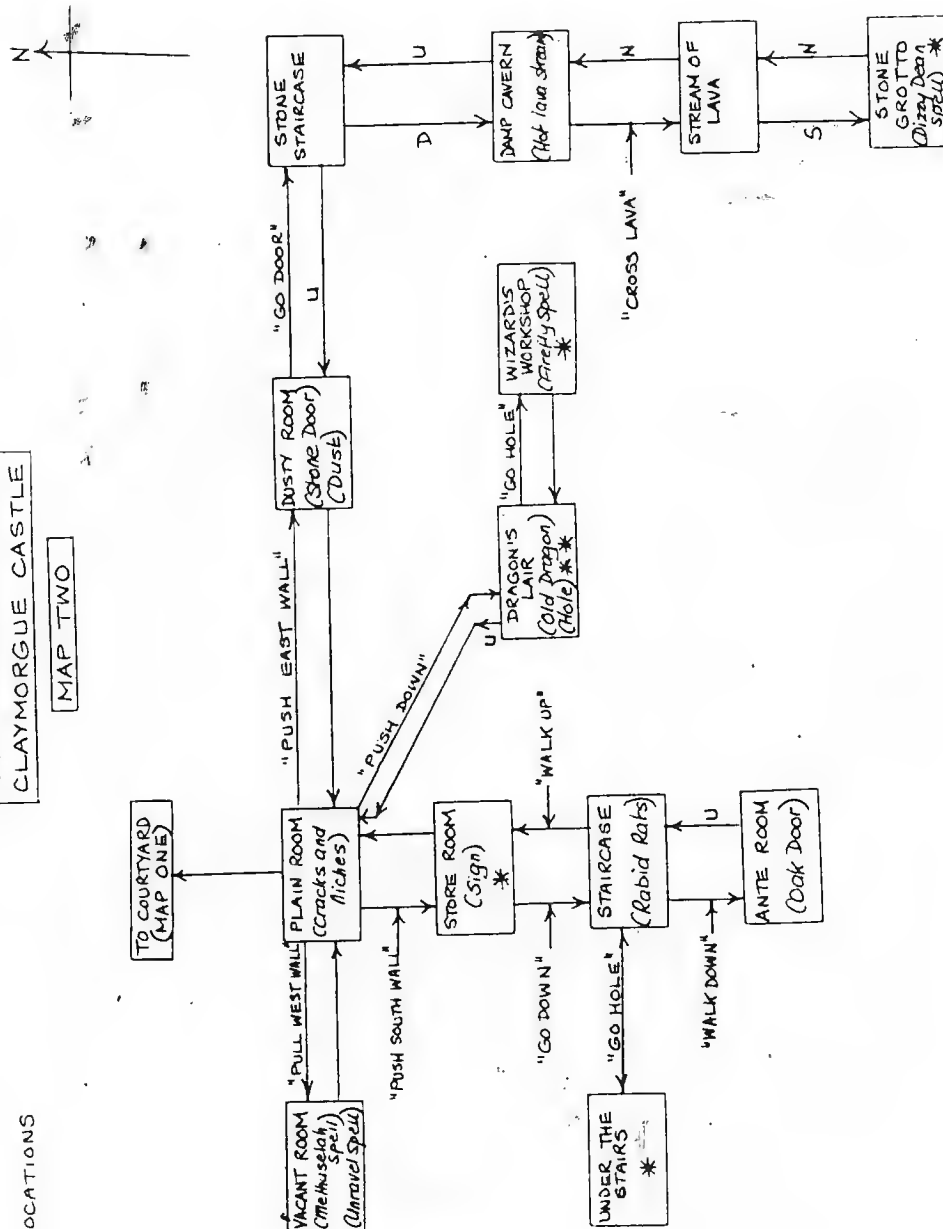 N
CLAYMORGUE CASTLE
MAP TWO
OCATIONS
TO COURTYARD
(MAP ONE)
STONE
STAIRCASE
"GO DOOR"
U
U
D
DUSTY ROOM
(Stone Door)
(Dust)
"PUSH EAST WALL"
PLAIN ROOM
(Cracks and
Niches)
"PULL WEST WALL"
VACANT ROOM
(Methuselah
Spell)
(Unravel Spell)
"PUSH SOUTH WALL"
"PUSH DOWN"
U
DAMP CAVERN
(Hot lava stream)
N
"CROSS LAVA"
STREAM OF
LAVA
N
S
STONE
GROTTO *
(Dizzy Dean
Spell)
DRAGON'S
LAIR
(Old Dragon)
(Hole) * *
"GO HOLE"
WIZARD'S
WORKSHOP
(Firefly Spell)
*
STORE ROOM
(Sign)
*
"WALK UP"
"GO DOWN"
STAIRCASE
(Rabid Rats)
"GO HOLE"
UNDER THE
STAIRS
*
U
"WALK DOWN"
ANTE ROOM
(Oak Door)